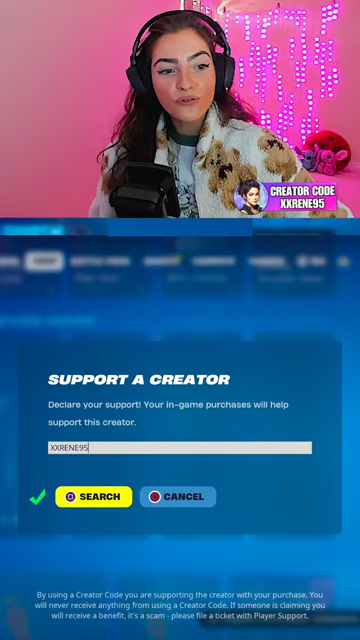 CREATOR CODE
XXRENE95
SUPPORT A CREATOR
Declare your support! Your in-game purchases will help
support this creator.
XXRENE95
SEARCH
CANCEL
By using a Creator Code you are supporting the creator with your purchase. You
will never receive anything from using a Creator Code. If someone is claiming you
will receive a benefit, it's a scam - please file a ticket with Player Support.